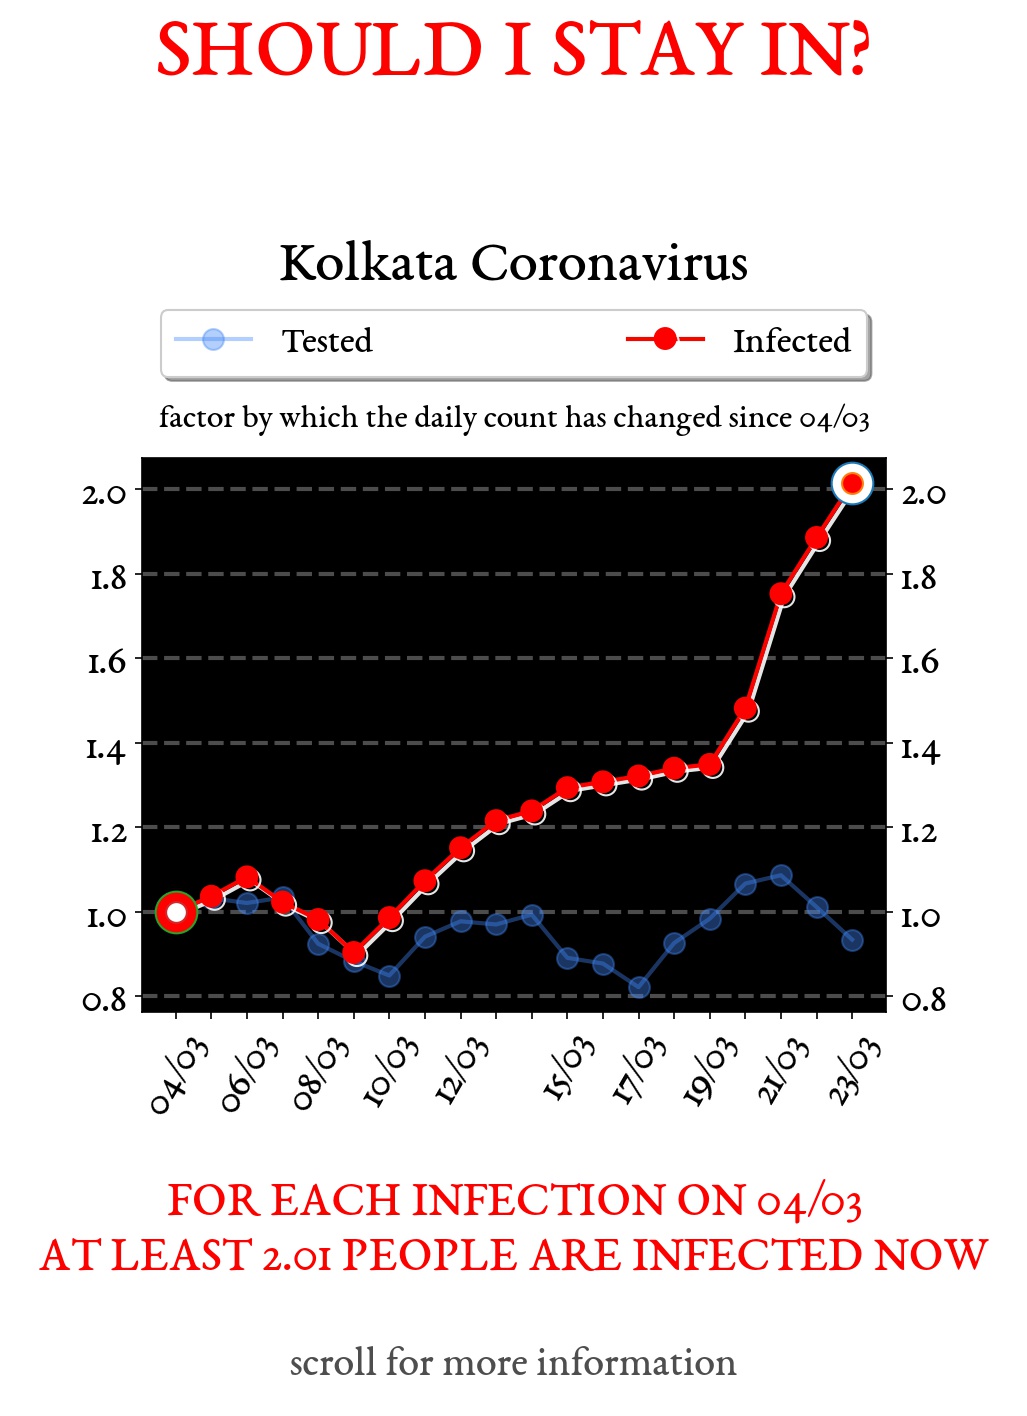 SHOULD I STAY IN?
Kolkata Coronavirus
Tested Infected
factor by which the daily count has changed since 04/03
2.0 2.0
1.8 1.8
1.6 1.6
1.4 1.4
1.2 1.2
1.0 1.0
0.8 0.8
04/03 06/03 08/03 10/03 12/03 15/03 17/03 19/03 21/03 23/03
FOR EACH INFECTION ON 04/03
AT LEAST 2.01 PEOPLE ARE INFECTED NOW
scroll for more information